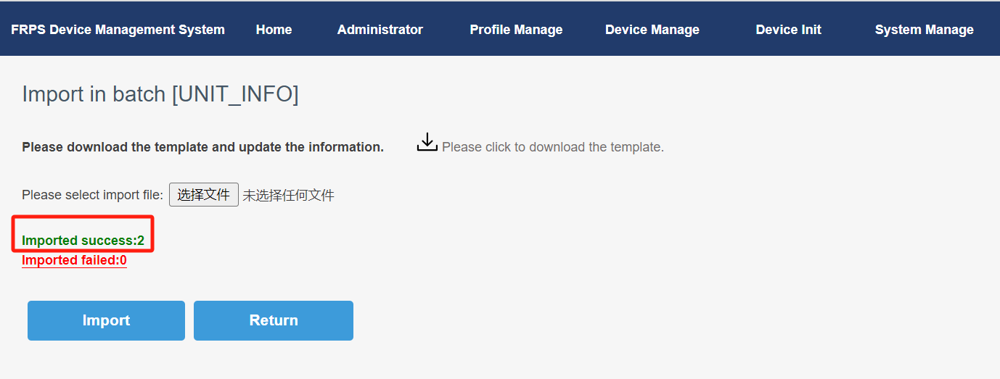 FRPS Device Management System Home Administrator Profile Manage Device Manage Device Init System Manage
Import in batch [UNIT_INFO]
Please download the template and update the information. Please click to download the template.
Please select import file: 选择文件 未选择任何文件
Imported success:2
Imported failed:0
Import Return